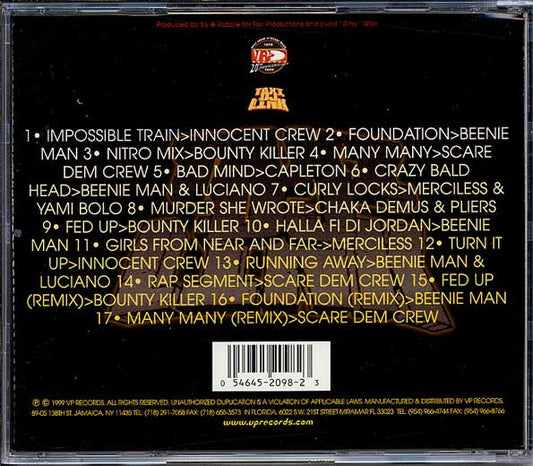 Produced by Sly & Robbie for Taxi Productions and Lloyd "Gitsy" Willis
VP
TAXI
LINK
1• IMPOSSIBLE TRAIN>INNOCENT CREW 2• FOUNDATION>BEENIE
MAN 3• NITRO MIX>BOUNTY KILLER 4• MANY MANY>SCARE
DEM CREW 5• BAD MIND>CAPLETON 6• CRAZY BALD
HEAD>BEENIE MAN & LUCIANO 7• CURLY LOCKS>MERCILESS &
YAMI BOLO 8• MURDER SHE WROTE>CHAKA DEMUS & PLIERS
9• FED UP>BOUNTY KILLER 10• HALLA FI DI JORDAN>BEENIE
MAN 11• GIRLS FROM NEAR AND FAR->MERCILESS 12• TURN IT
UP>INNOCENT CREW 13• RUNNING AWAY>BEENIE MAN &
LUCIANO 14• RAP SEGMENT>SCARE DEM CREW 15• FED UP
(REMIX)>BOUNTY KILLER 16• FOUNDATION (REMIX)>BEENIE MAN
17• MANY MANY (REMIX)>SCARE DEM CREW
0 54645-2098-2 3
℗ © 1999 VP RECORDS. ALL RIGHTS RESERVED. UNAUTHORIZED DUPLICATION IS A VIOLATION OF APPLICABLE LAWS. MANUFACTURED & DISTRIBUTED BY VP RECORDS.
89-05 138TH ST. JAMAICA, NY 11435 TEL: (718) 291-7058 FAX: (718) 658-3573 IN FLORIDA, 6022 S.W. 21ST STREET MIRAMAR FL 33023 TEL: (954) 966-4744 FAX: (954) 966-8766
www.vprecords.com